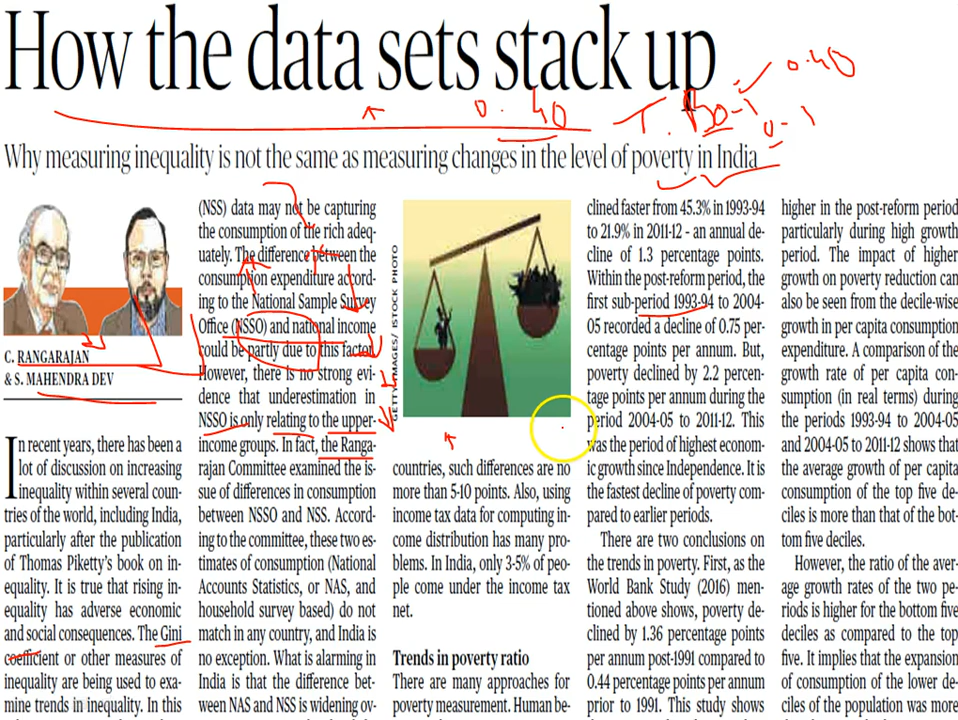 How the data sets stack up
0.40
0.40
0-1
0-1
Why measuring inequality is not the same as measuring changes in the level of poverty in India
C. RANGARAJAN
& S. MAHENDRA DEV
In recent years, there has been a
lot of discussion on increasing
inequality within several coun-
tries of the world, including India,
particularly after the publication
of Thomas Piketty's book on in-
equality. It is true that rising in-
equality has adverse economic
and social consequences. The Gini
coefficient or other measures of
inequality are being used to exa-
mine trends in inequality. In this
(NSS) data may not be capturing
the consumption of the rich adeq-
uately. The difference between the
consumption expenditure accord-
ing to the National Sample Survey
Office (NSSO) and national income
could be partly due to this factor.
However, there is no strong evi-
dence that underestimation in
NSSO is only relating to the upper-
income groups. In fact, the Ranga-
rajan Committee examined the is-
sue of differences in consumption
between NSSO and NSS. Accord-
ing to the committee, these two es-
timates of consumption (National
Accounts Statistics, or NAS, and
household survey based) do not
match in any country, and India is
no exception. What is alarming in
India is that the difference bet-
ween NAS and NSS is widening ov-
GETTY IMAGES/ ISTOCK PHOTO
countries, such differences are no
more than 5-10 points. Also, using
income tax data for computing in-
come distribution has many pro-
blems. In India, only 3-5% of peo-
ple come under the income tax
net.
Trends in poverty ratio
There are many approaches for
poverty measurement. Human be-
clined faster from 45.3% in 1993-94
to 21.9% in 2011-12 - an annual de-
cline of 1.3 percentage points.
Within the post-reform period, the
first sub-period 1993-94 to 2004-
05 recorded a decline of 0.75 per-
centage points per annum. But,
poverty declined by 2.2 percen-
tage points per annum during the
period 2004-05 to 2011-12. This
was the period of highest econom-
ic growth since Independence. It is
the fastest decline of poverty com-
pared to earlier periods.
There are two conclusions on
the trends in poverty. First, as the
World Bank Study (2016) men-
tioned above shows, poverty de-
clined by 1.36 percentage points
per annum post-1991 compared to
0.44 percentage points per annum
prior to 1991. This study shows
higher in the post-reform period
particularly during high growth
period. The impact of higher
growth on poverty reduction can
also be seen from the decile-wise
growth in per capita consumption
expenditure. A comparison of the
growth rate of per capita con-
sumption (in real terms) during
the periods 1993-94 to 2004-05
and 2004-05 to 2011-12 shows that
the average growth of per capita
consumption of the top five de-
ciles is more than that of the bot-
tom five deciles.
However, the ratio of the aver-
age growth rates of the two pe-
riods is higher for the bottom five
deciles as compared to the top
five. It implies that the expansion
of consumption of the lower de-
ciles of the population was more